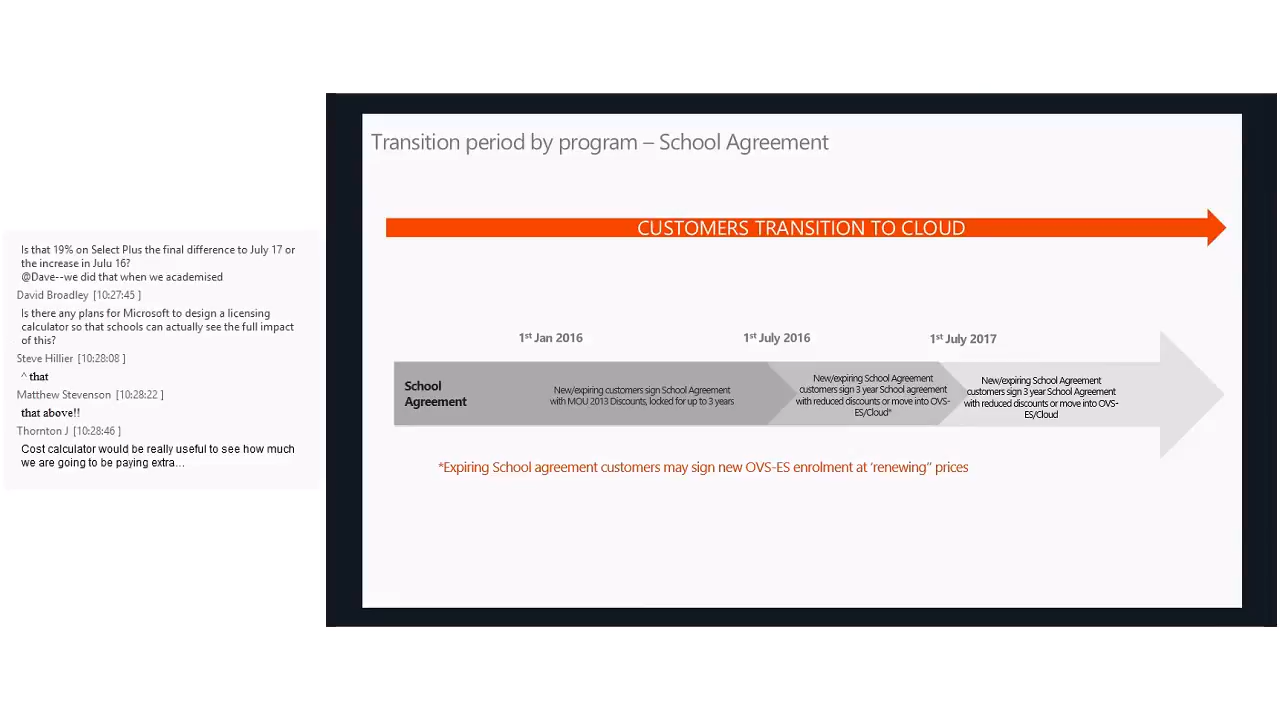 Is that 19% on Select Plus the final difference to July 17 or
the increase in Julu 16?
@Dave--we did that when we academised
David Broadley [10:27:45 ]
Is there any plans for Microsoft to design a licensing
calculator so that schools can actually see the full impact
of this?
Steve Hillier [10:28:08 ]
^ that
Matthew Stevenson [10:28:22 ]
that above!!
Thornton J [10:28:46 ]
Cost calculator would be really useful to see how much
we are going to be paying extra...
Transition period by program – School Agreement
CUSTOMERS TRANSITION TO CLOUD
1st Jan 2016
1st July 2016
1st July 2017
School
Agreement
New/expiring customers sign School Agreement
with MOU 2013 Discounts, locked for up to 3 years
New/expiring School Agreement
customers sign 3 year School agreement
with reduced discounts or move into OVS-
ES/Cloud*
New/expiring School Agreement
customers sign 3 year School Agreement
with reduced discounts or move into OVS-
ES/Cloud
*Expiring School agreement customers may sign new OVS-ES enrolment at ‘renewing” prices